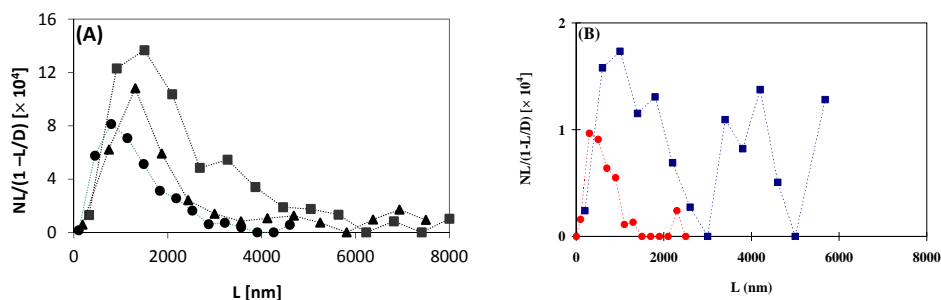 (A)
NL/(1 –L/D) [× 10⁴]
16
12
8
4
0
0 2000 4000 6000 8000
L [nm]
(B)
NL/(1-L/D) [× 10⁴]
2
1
0
0 2000 4000 6000 8000
L (nm)